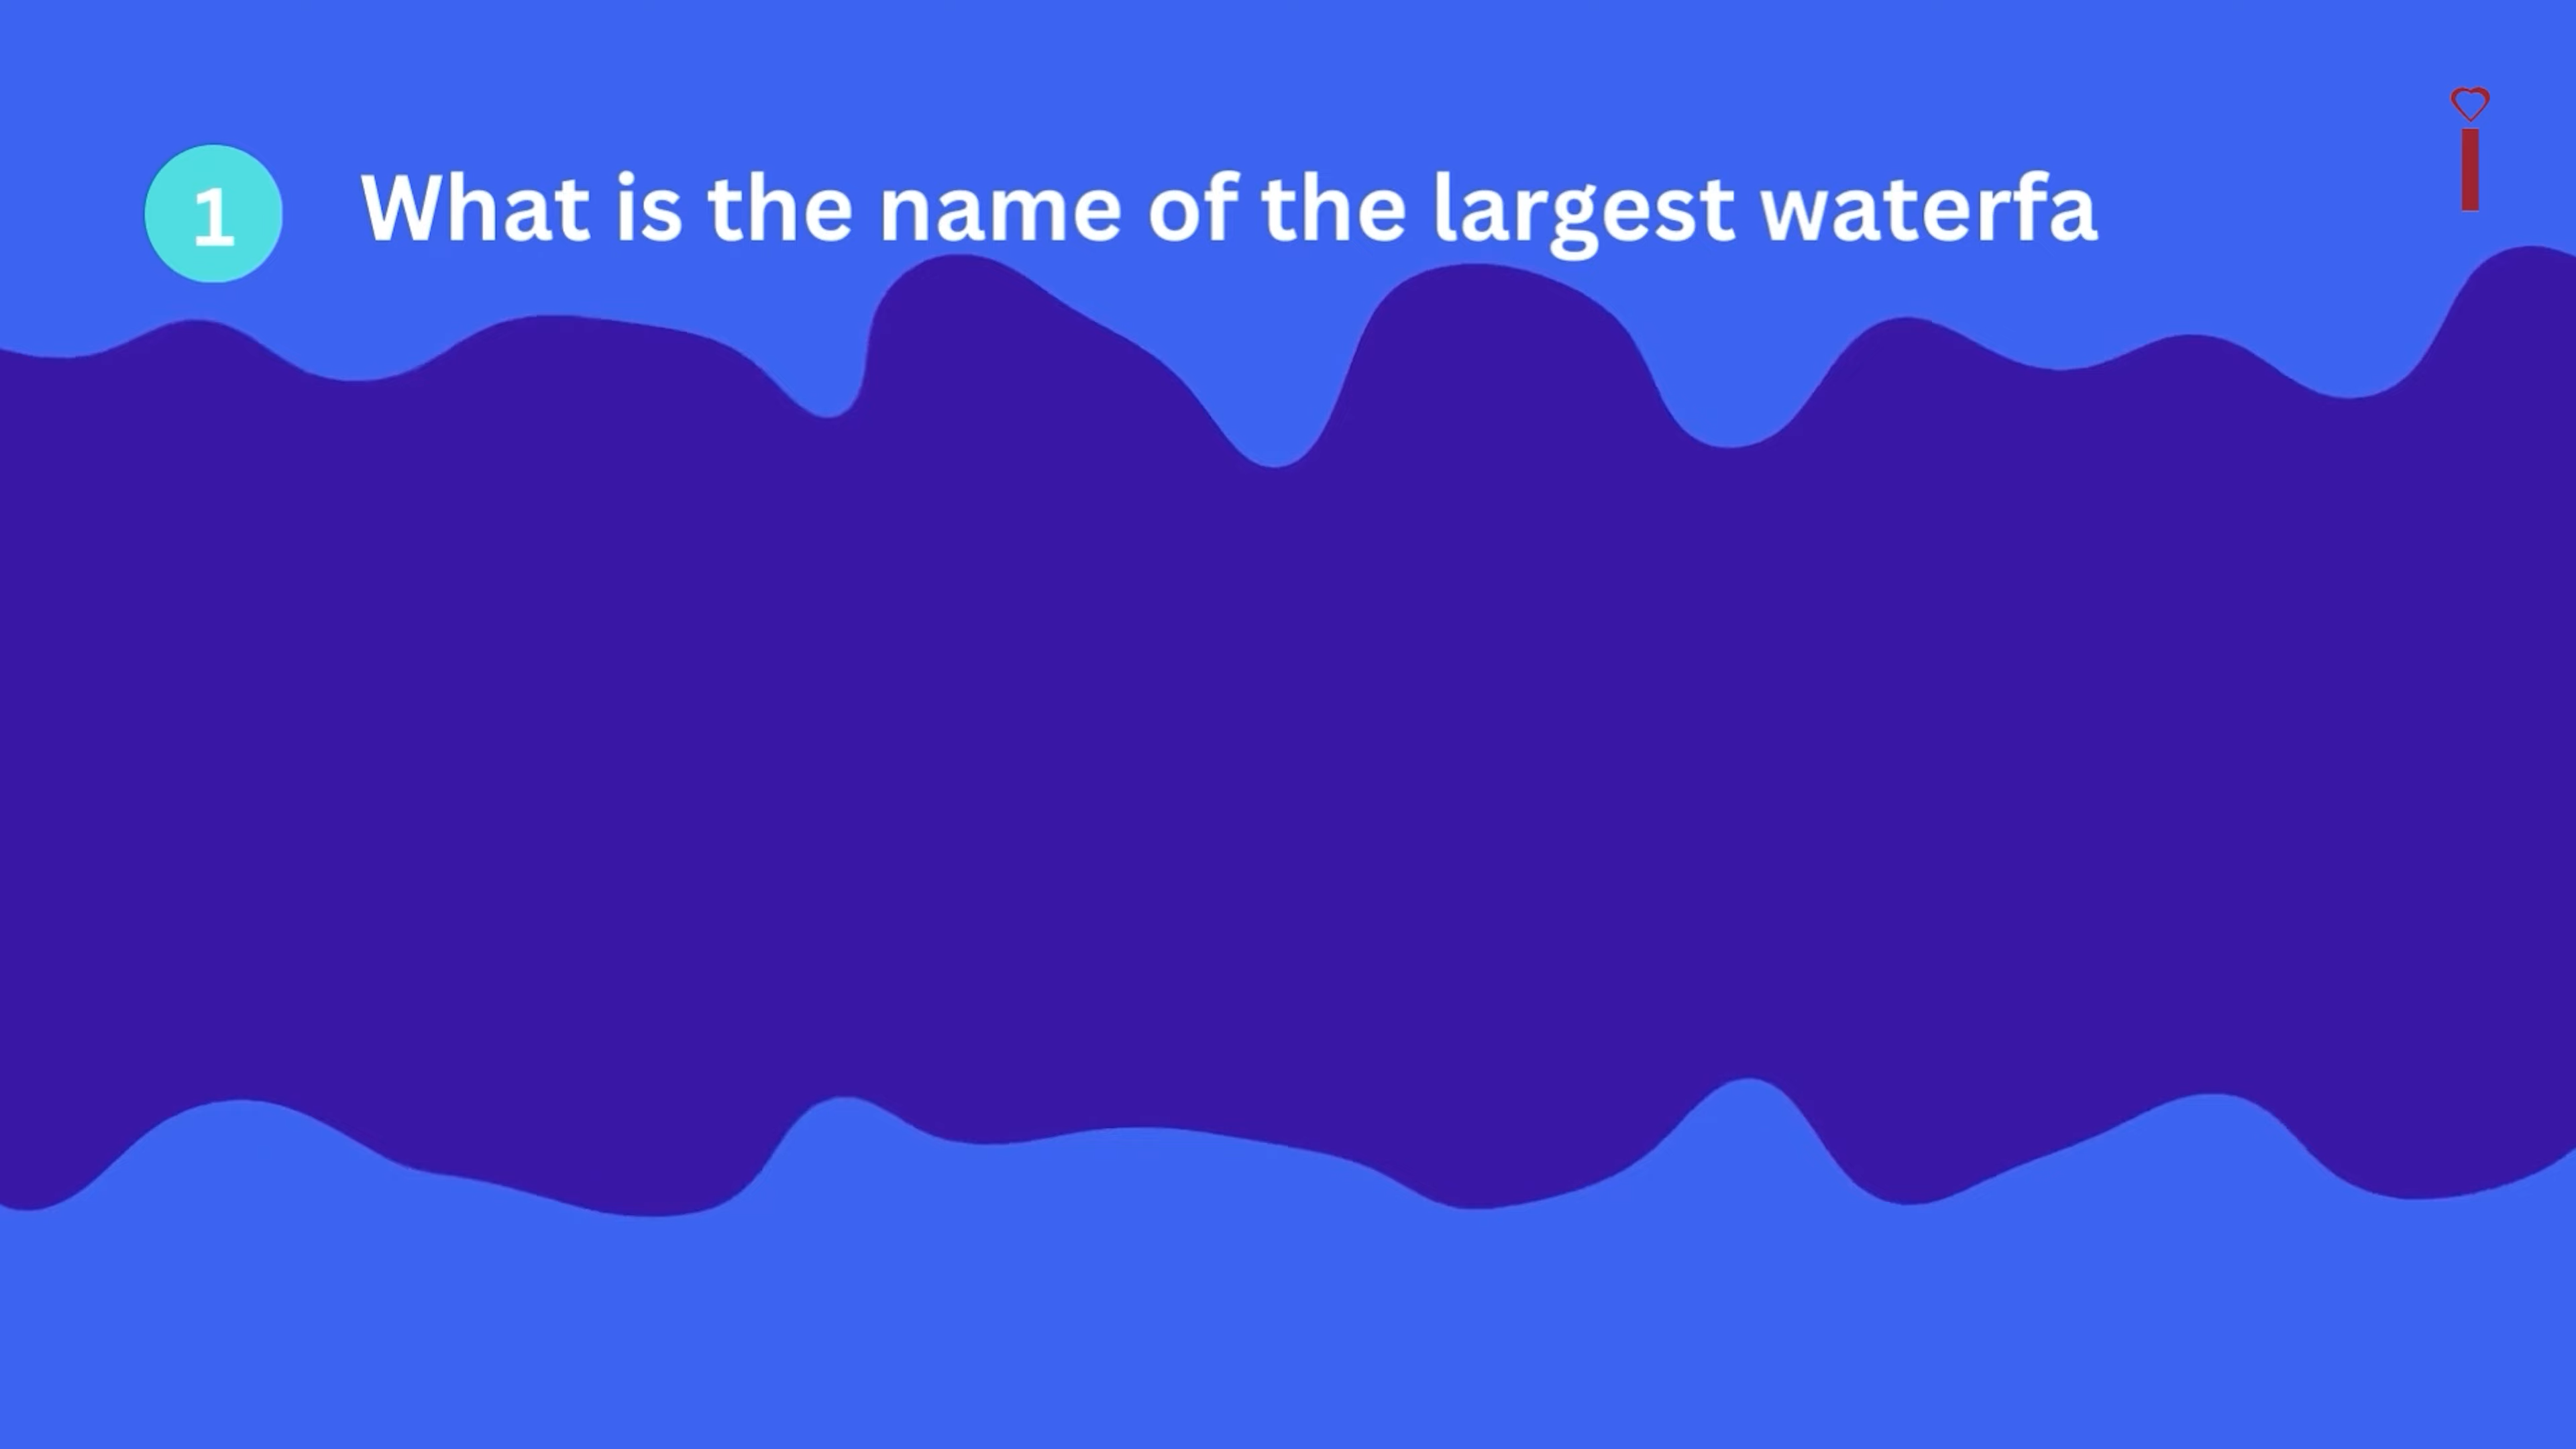 1 What is the name of the largest waterfa